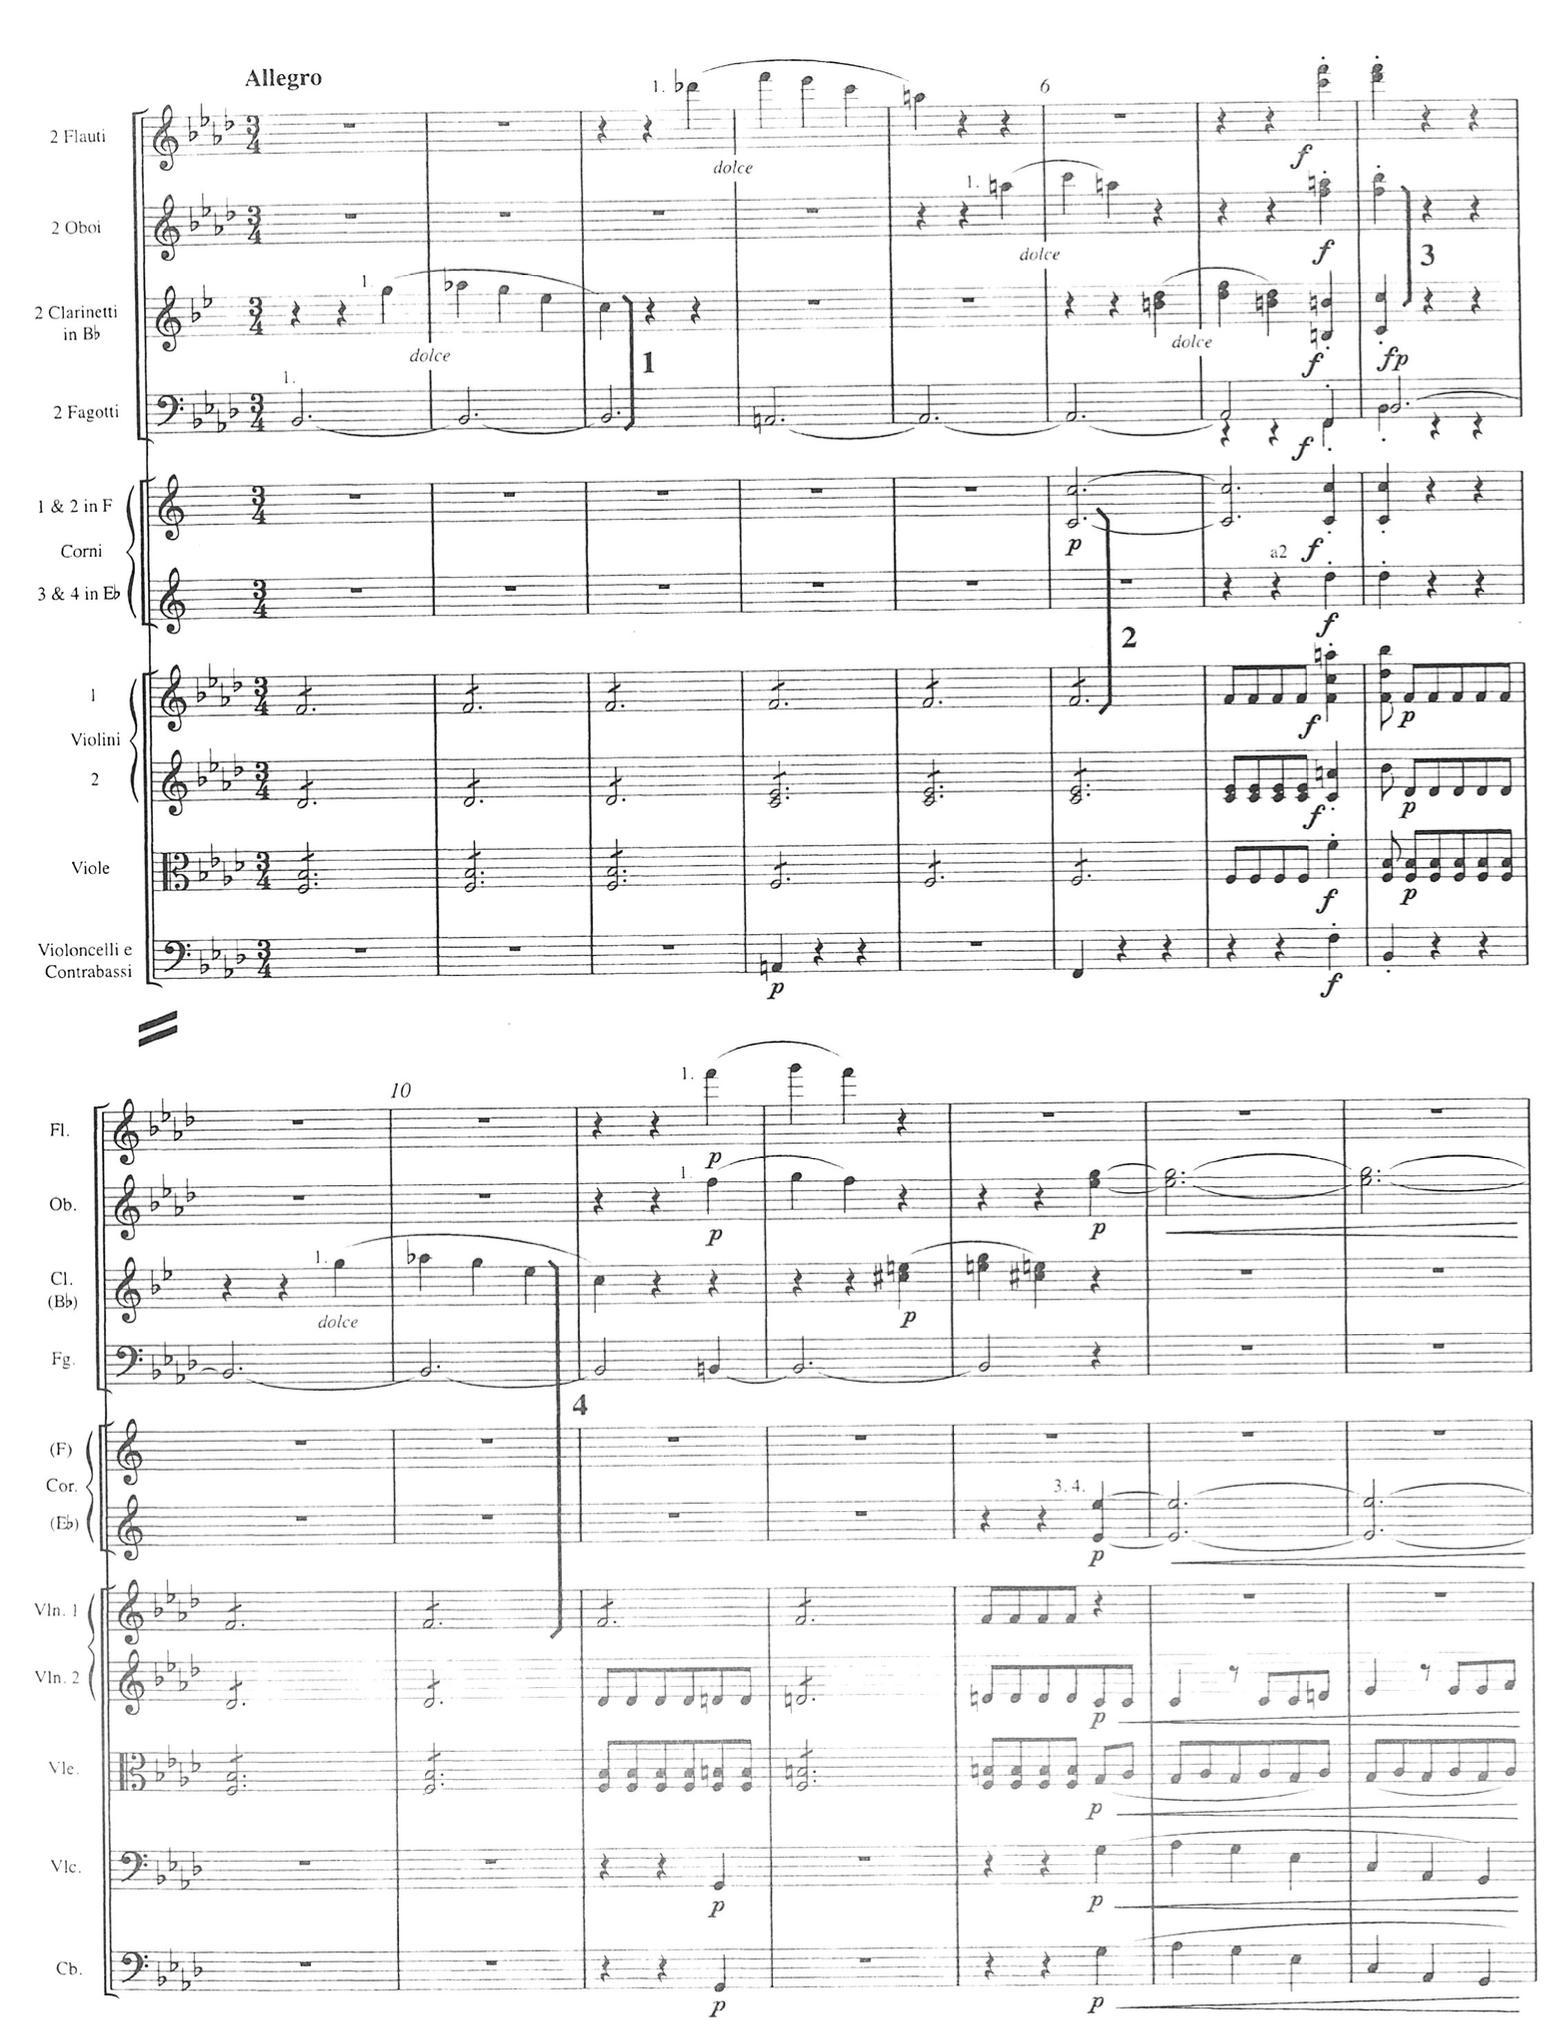 Allegro
6
2 Flauti
1.
dolce
f
2 Oboi
1.
dolce
f
3
2 Clarinetti
in B♭
1
dolce
1
dolce
f
fp
2 Fagotti
1.
f
1 & 2 in F
p
f
Corni
a2
3 & 4 in E♭
f
2
1
f
p
Violini
2
f
p
Viole
f
p
Violoncelli e
Contrabassi
p
f
10
Fl.
1.
p
Ob.
1.
p
p
Cl.
(B♭)
1.
dolce
p
Fg.
4
(F)
Cor.
(E♭)
3. 4.
p
Vln. 1
Vln. 2
p
Vle.
p
Vlc.
p
p
Cb.
p
p